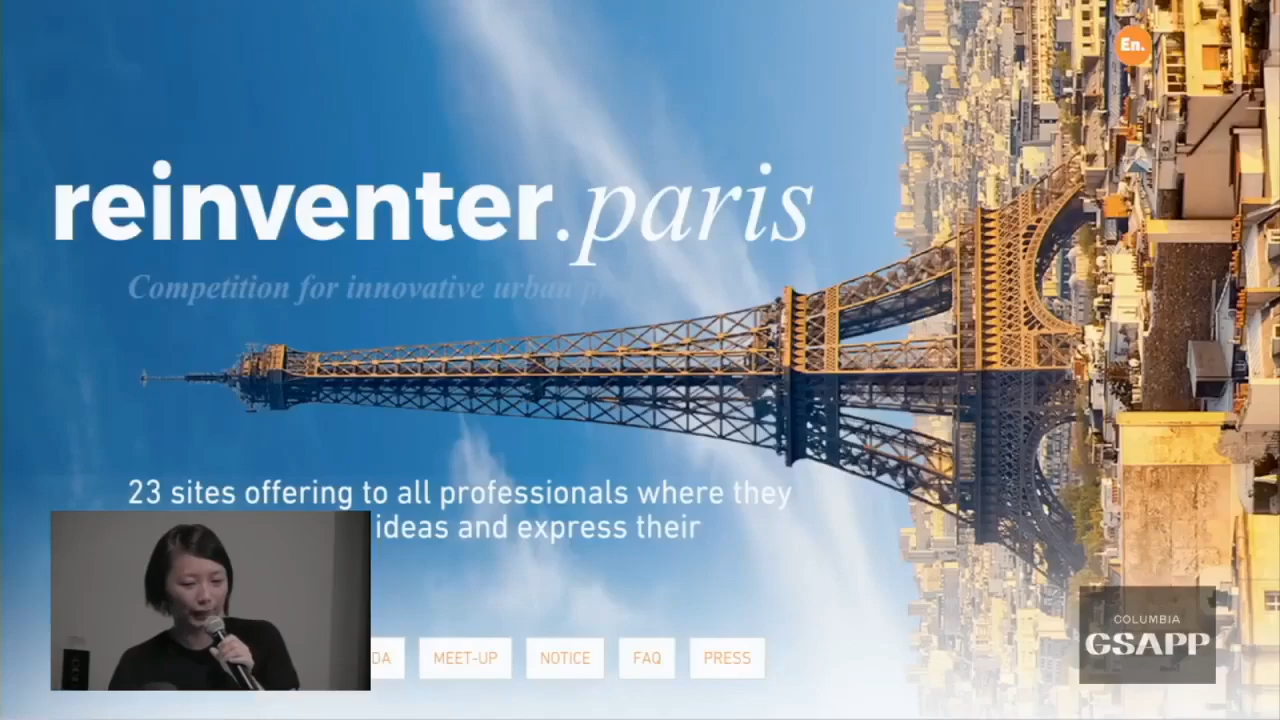 En.
reinventer.paris
Competition for innovative urban
23 sites offering to all professionals where they
ideas and express their
DA
MEET-UP
NOTICE
FAQ
PRESS
COLUMBIA
GSAPP